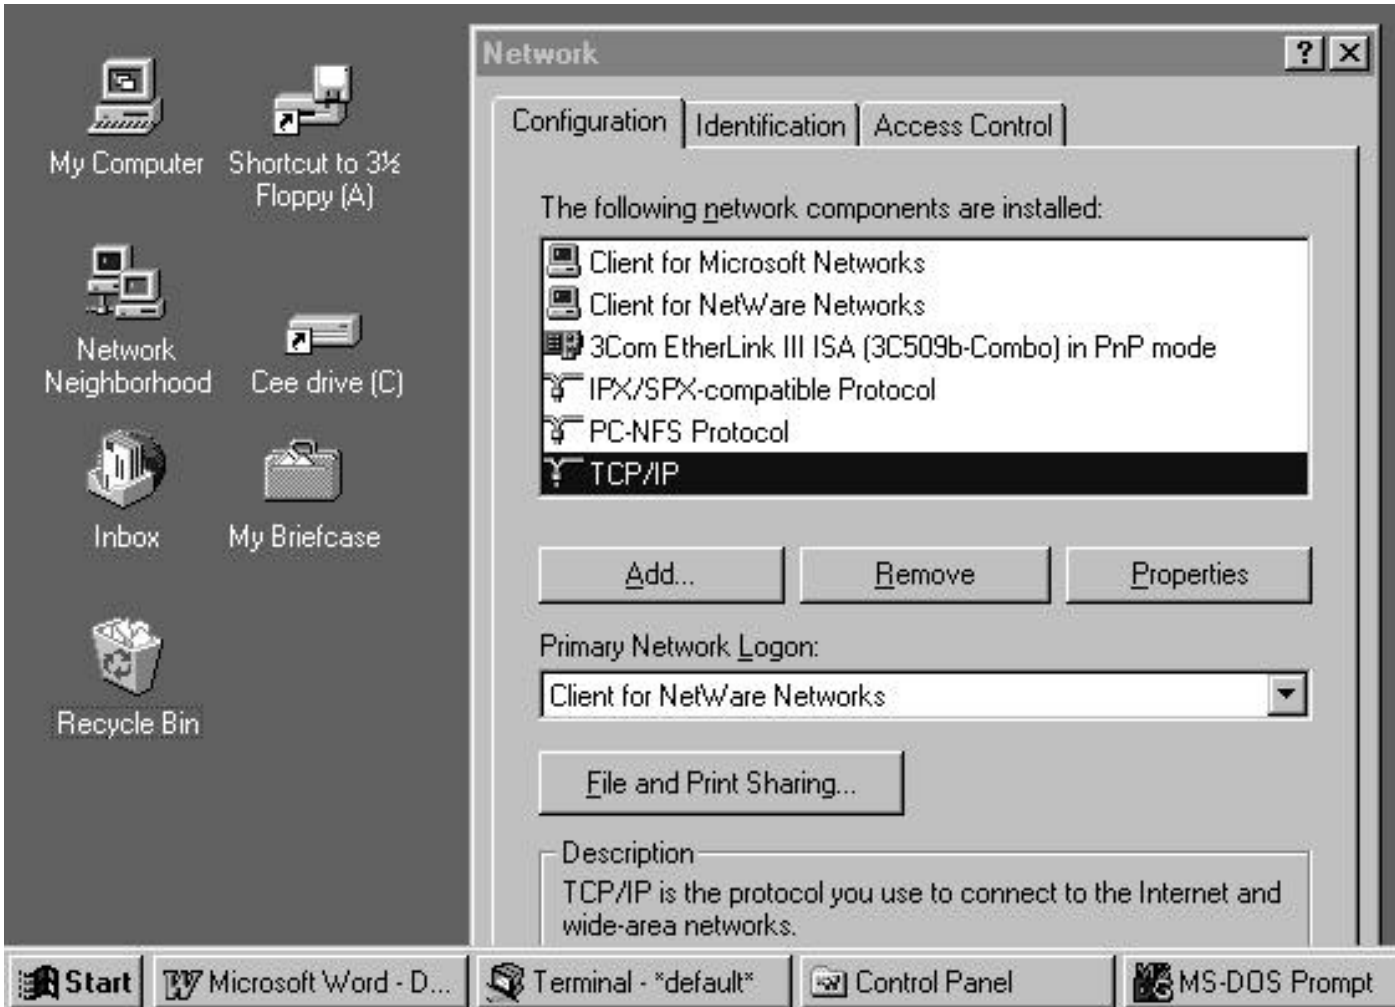 My Computer
Shortcut to 3½
Floppy (A)
Network
Neighborhood
Cee drive (C)
Inbox
My Briefcase
Recycle Bin
Network
Configuration
Identification
Access Control
The following network components are installed:
Client for Microsoft Networks
Client for NetWare Networks
3Com EtherLink III ISA (3C509b-Combo) in PnP mode
IPX/SPX-compatible Protocol
PC-NFS Protocol
TCP/IP
Add...
Remove
Properties
Primary Network Logon:
Client for NetWare Networks
File and Print Sharing...
Description
TCP/IP is the protocol you use to connect to the Internet and
wide-area networks.
Start
Microsoft Word - D...
Terminal - *default*
Control Panel
MS-DOS Prompt